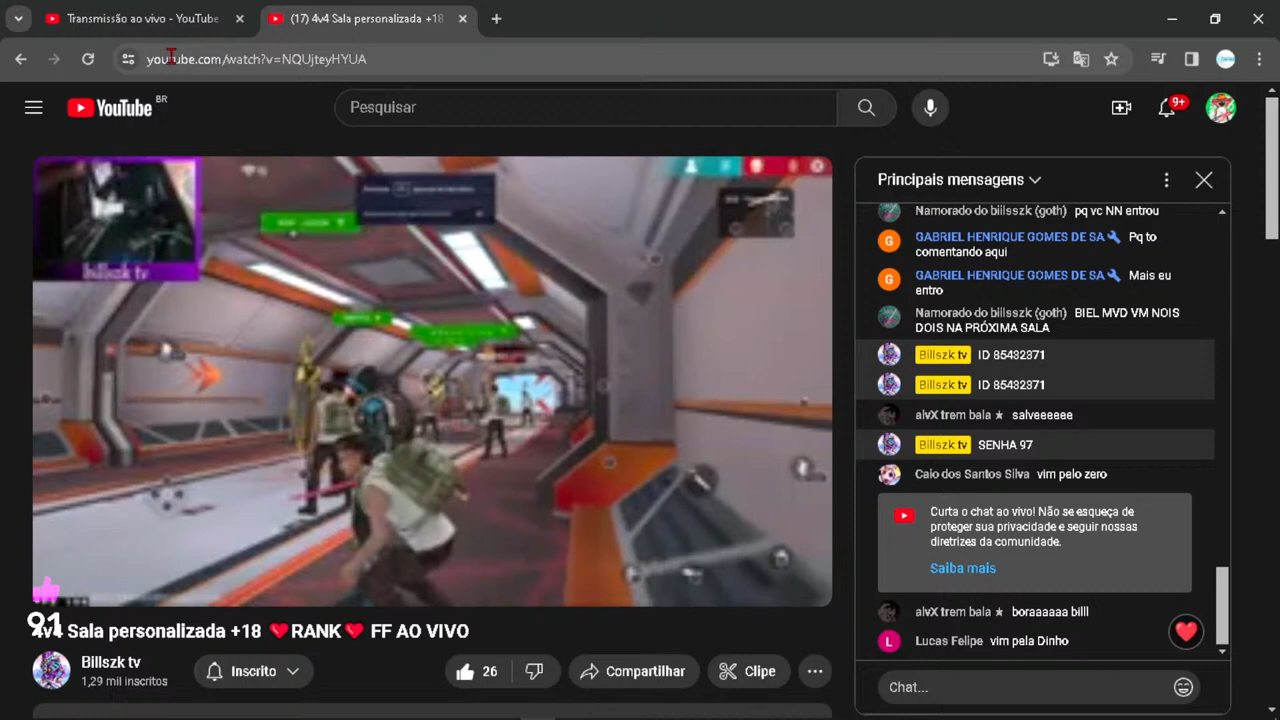 Transmissão ao vivo - YouTube
(17) 4v4 Sala personalizada +18
youtube.com/watch?v=NQUjteyHYUA
YouTube BR
Pesquisar
9+
billszk tv
91
4v4 Sala personalizada +18 ❤️RANK❤️ FF AO VIVO
Billszk tv
1,29 mil inscritos
Inscrito
26
Compartilhar
Clipe
Principais mensagens
Namorado do biilsszk (goth) pq vc NN entrou
GABRIEL HENRIQUE GOMES DE SA Pq to
comentando aqui
GABRIEL HENRIQUE GOMES DE SA Mais eu
entro
Namorado do billsszk (goth) BIEL MVD VM NOIS
DOIS NA PRÓXIMA SALA
Billszk tv ID 85432371
Billszk tv ID 85432371
alvX trem bala ★ salveeeeee
Billszk tv SENHA 97
Caio dos Santos Silva vim pelo zero
Curta o chat ao vivo! Não se esqueça de
proteger sua privacidade e seguir nossas
diretrizes da comunidade.
Saiba mais
alvX trem bala ★ boraaaaaa billl
L Lucas Felipe vim pela Dinho
Chat...